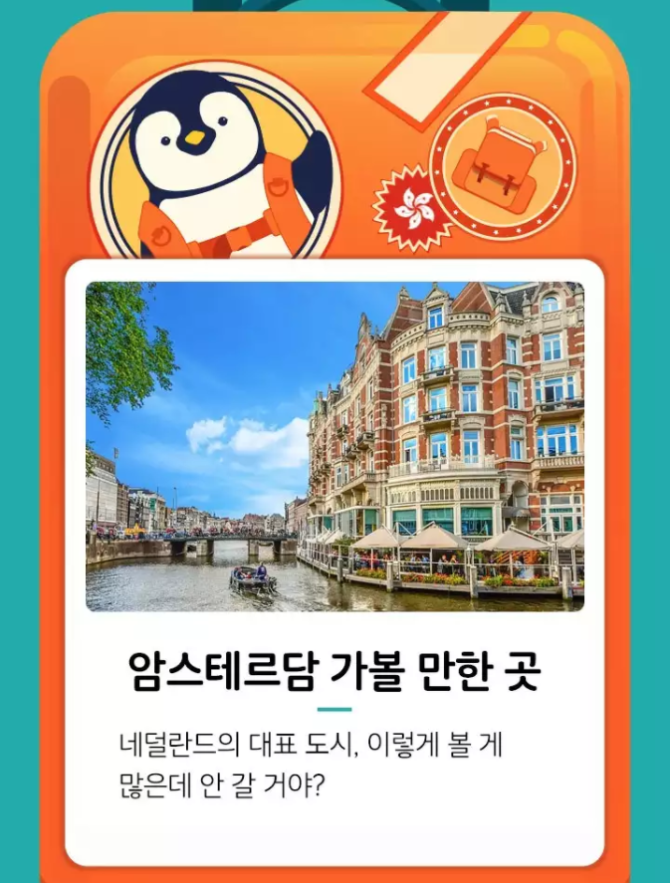 암스테르담 가볼 만한 곳
네덜란드의 대표 도시, 이렇게 볼 게
많은데 안 갈 거야?